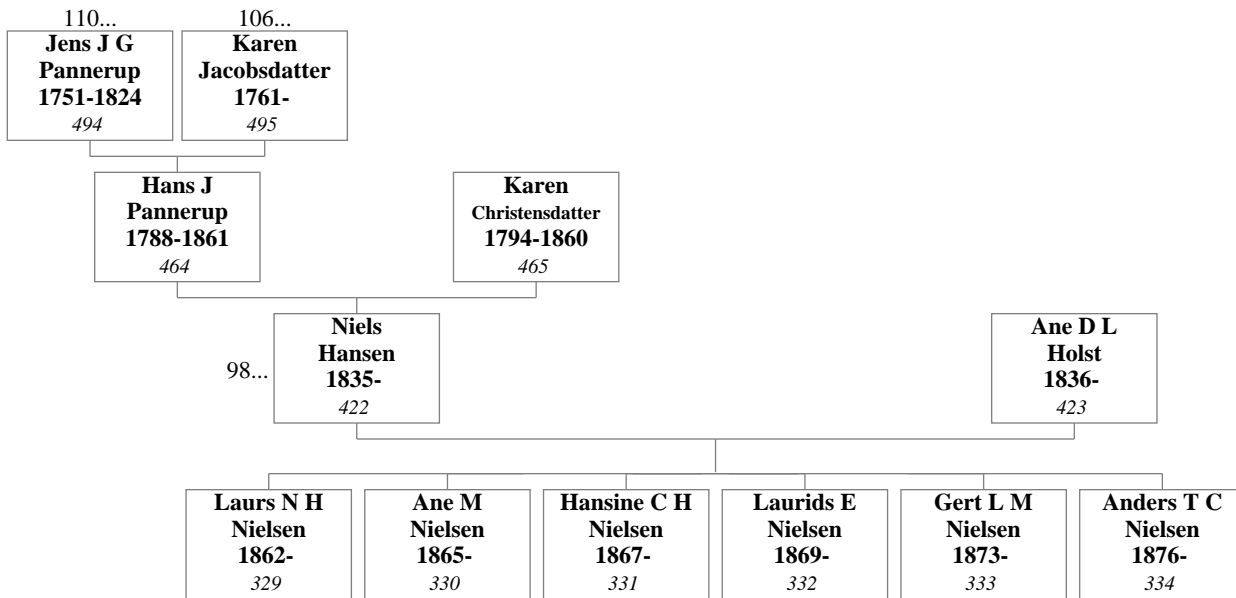 110...
106...
Jens J G
Pannerup
1751-1824
494
Karen
Jacobsdatter
1761-
495
Hans J
Pannerup
1788-1861
464
Karen
Christensdatter
1794-1860
465
98...
Niels
Hansen
1835-
422
Ane D L
Holst
1836-
423
Laurs N H
Nielsen
1862-
329
Ane M
Nielsen
1865-
330
Hansine C H
Nielsen
1867-
331
Laurids E
Nielsen
1869-
332
Gert L M
Nielsen
1873-
333
Anders T C
Nielsen
1876-
334